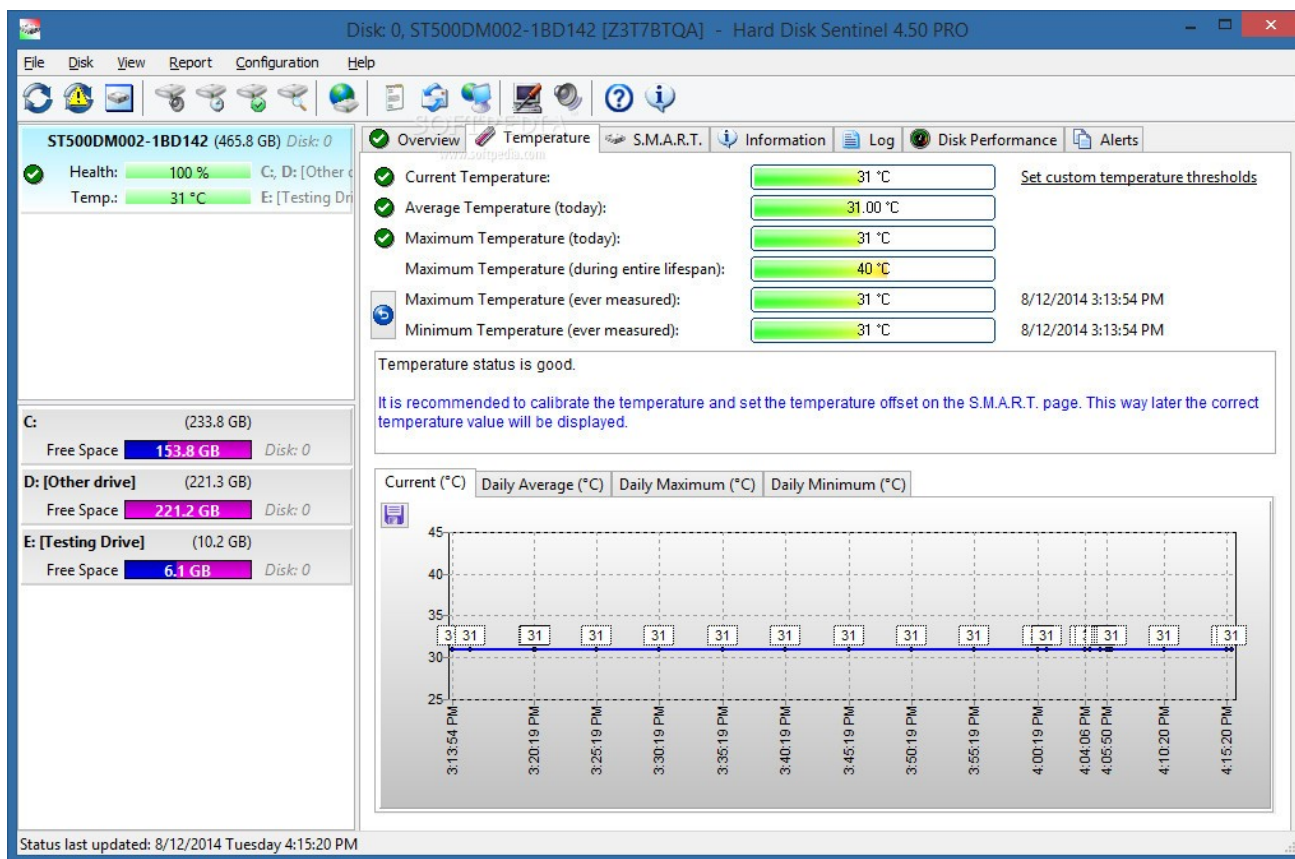 Disk: 0, ST500DM002-1BD142 [Z3T7BTQA] - Hard Disk Sentinel 4.50 PRO
File Disk View Report Configuration Help
ST500DM002-1BD142 (465.8 GB) Disk: 0
Health: 100 % C:, D: [Other
Temp.: 31 °C E: [Testing Dri
C: (233.8 GB)
Free Space 153.8 GB Disk: 0
D: [Other drive] (221.3 GB)
Free Space 221.2 GB Disk: 0
E: [Testing Drive] (10.2 GB)
Free Space 6.1 GB Disk: 0
SOFTPEDIA
www.softpedia.com
Overview Temperature S.M.A.R.T. Information Log Disk Performance Alerts
Current Temperature: 31 °C Set custom temperature thresholds
Average Temperature (today): 31.00 °C
Maximum Temperature (today): 31 °C
Maximum Temperature (during entire lifespan): 40 °C
Maximum Temperature (ever measured): 31 °C 8/12/2014 3:13:54 PM
Minimum Temperature (ever measured): 31 °C 8/12/2014 3:13:54 PM
Temperature status is good.
It is recommended to calibrate the temperature and set the temperature offset on the S.M.A.R.T. page. This way later the correct
temperature value will be displayed.
Current (°C) Daily Average (°C) Daily Maximum (°C) Daily Minimum (°C)
45
40
35
3 31 31 31 31 31 31 31 31 31 31 31 31 31
30
25
3:13:54 PM 3:20:19 PM 3:25:19 PM 3:30:19 PM 3:35:19 PM 3:40:19 PM 3:45:19 PM 3:50:19 PM 3:55:19 PM 4:00:19 PM 4:04:06 PM 4:05:50 PM 4:10:20 PM 4:15:20 PM
Status last updated: 8/12/2014 Tuesday 4:15:20 PM